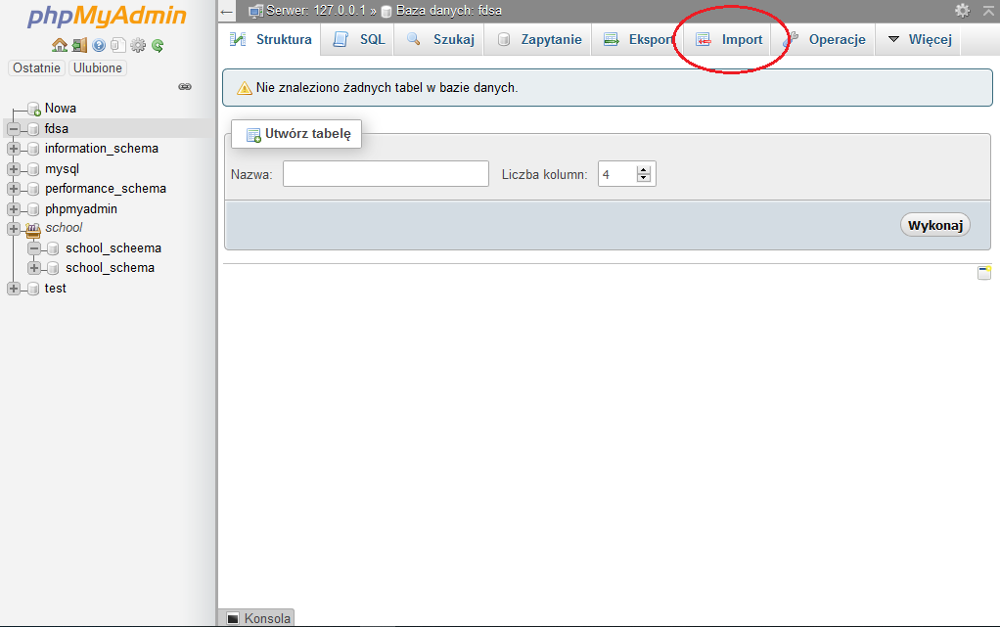 phpMyAdmin
Ostatnie Ulubione
Nowa
fdsa
information_schema
mysql
performance_schema
phpmyadmin
school
school_scheema
school_schema
test
Serwer: 127.0.0.1 » Baza danych: fdsa
Struktura SQL Szukaj Zapytanie Eksport Import Operacje Więcej
Nie znaleziono żadnych tabel w bazie danych.
Utwórz tabelę
Nazwa: Liczba kolumn: 4
Wykonaj
Konsola